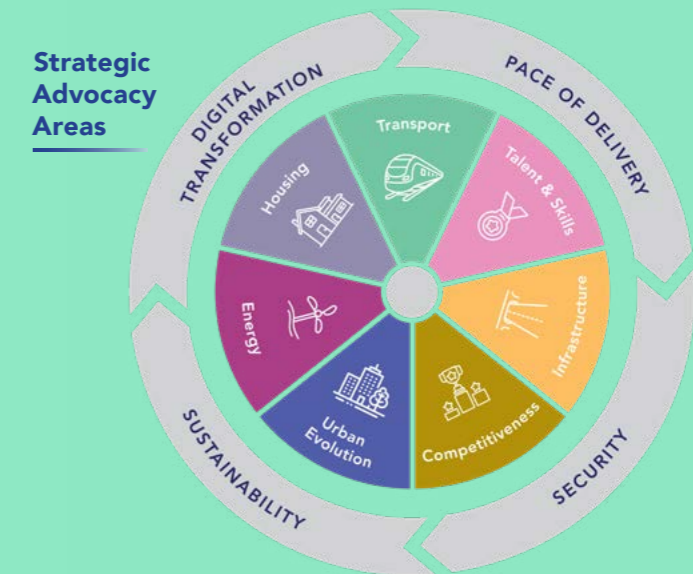 Strategic
Advocacy
Areas
DIGITAL
TRANSFORMATION
PACE OF DELIVERY
SECURITY
SUSTAINABILITY
Transport
Talent & Skills
Infrastructure
Competitiveness
Urban
Evolution
Energy
Housing